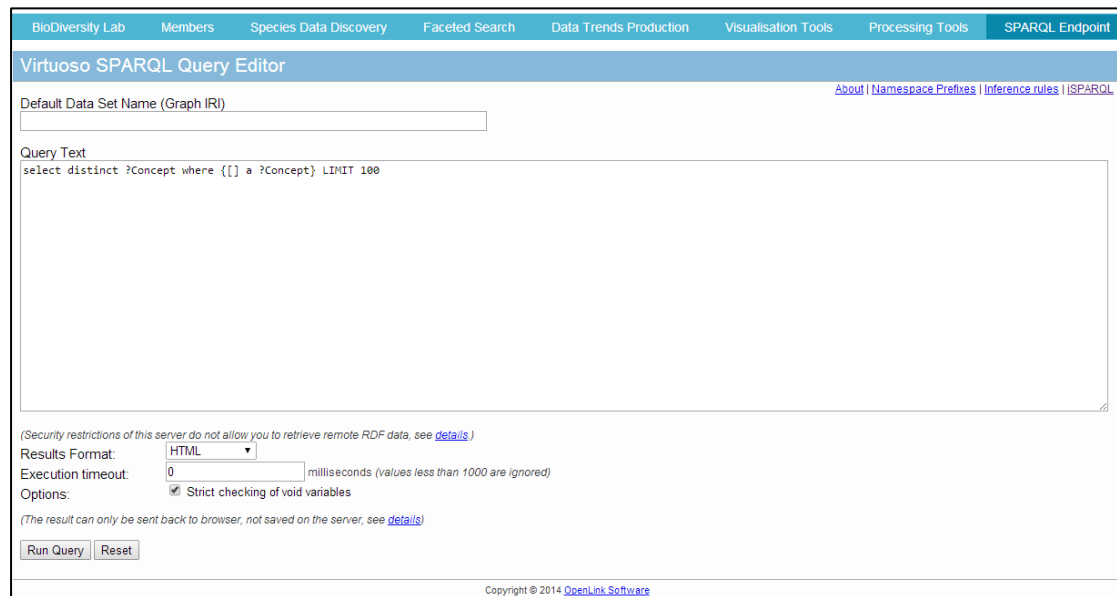 BioDiversity Lab Members Species Data Discovery Faceted Search Data Trends Production Visualisation Tools Processing Tools SPARQL Endpoint
Virtuoso SPARQL Query Editor
About | Namespace Prefixes | Inference rules | iSPARQL
Default Data Set Name (Graph IRI)
Query Text
select distinct ?Concept where {[] a ?Concept} LIMIT 100
(Security restrictions of this server do not allow you to retrieve remote RDF data, see details.)
Results Format: HTML
Execution timeout: 0 milliseconds (values less than 1000 are ignored)
Options: Strict checking of void variables
(The result can only be sent back to browser, not saved on the server, see details)
Run Query Reset
Copyright © 2014 OpenLink Software